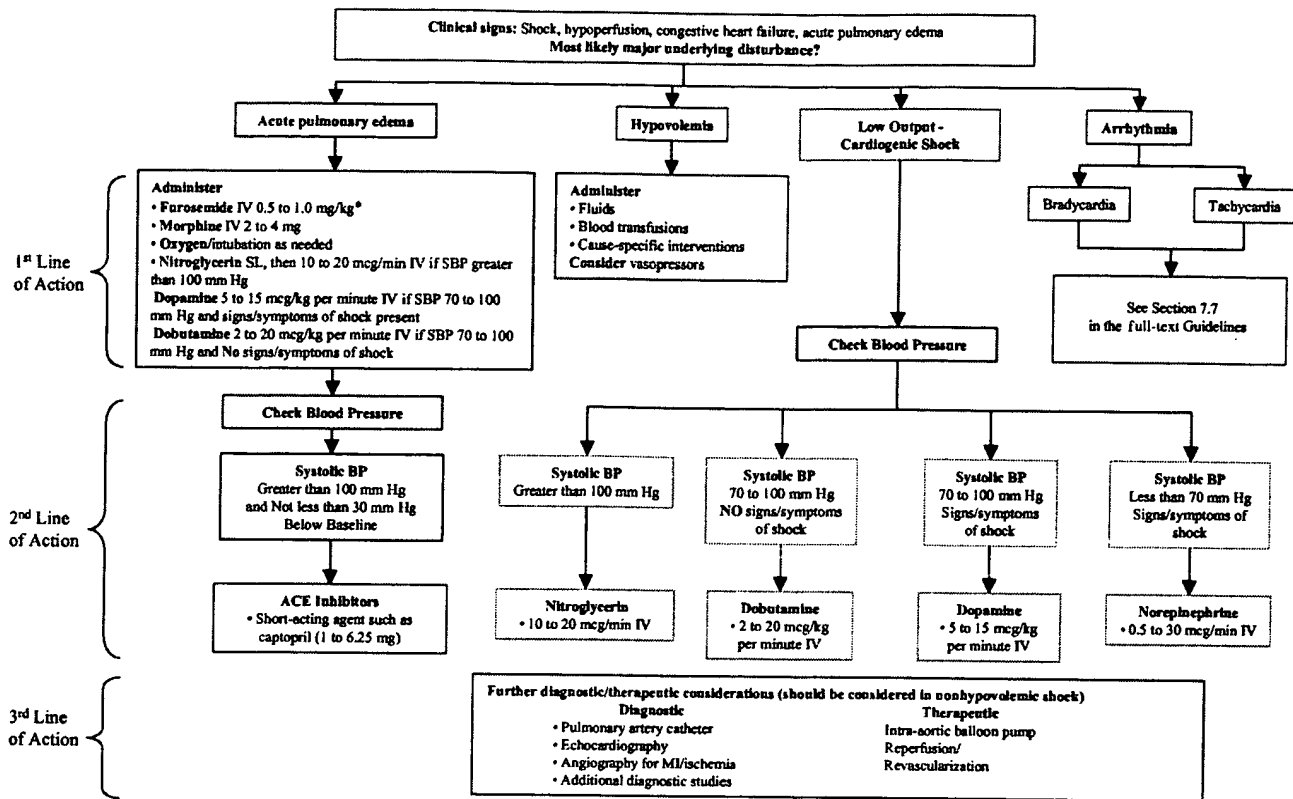 Clinical signs: Shock, hypoperfusion, congestive heart failure, acute pulmonary edema
Most likely major underlying disturbance?
Acute pulmonary edema
Hypovolemia
Low Output -
Cardiogenic Shock
Arrhythmia
Bradycardia
Tachycardia
See Section 7.7
in the full-text Guidelines
1st Line
of Action
Administer
• Furosemide IV 0.5 to 1.0 mg/kg*
• Morphine IV 2 to 4 mg
• Oxygen/intubation as needed
• Nitroglycerin SL, then 10 to 20 mcg/min IV if SBP greater
than 100 mm Hg
Dopamine 5 to 15 mcg/kg per minute IV if SBP 70 to 100
mm Hg and signs/symptoms of shock present
Dobutamine 2 to 20 mcg/kg per minute IV if SBP 70 to 100
mm Hg and No signs/symptoms of shock
Administer
• Fluids
• Blood transfusions
• Cause-specific interventions
Consider vasopressors
Check Blood Pressure
2nd Line
of Action
Check Blood Pressure
Systolic BP
Greater than 100 mm Hg
and Not less than 30 mm Hg
Below Baseline
ACE Inhibitors
• Short-acting agent such as
captopril (1 to 6.25 mg)
Systolic BP
Greater than 100 mm Hg
Nitroglycerin
• 10 to 20 mcg/min IV
Systolic BP
70 to 100 mm Hg
NO signs/symptoms
of shock
Dobutamine
• 2 to 20 mcg/kg
per minute IV
Systolic BP
70 to 100 mm Hg
Signs/symptoms
of shock
Dopamine
• 5 to 15 mcg/kg
per minute IV
Systolic BP
Less than 70 mm Hg
Signs/symptoms of
shock
Norepinephrine
• 0.5 to 30 mcg/min IV
3rd Line
of Action
Further diagnostic/therapeutic considerations (should be considered in nonhypovolemic shock)
Diagnostic
• Pulmonary artery catheter
• Echocardiography
• Angiography for MI/ischemia
• Additional diagnostic studies
Therapeutic
Intra-aortic balloon pump
Reperfusion/
Revascularization